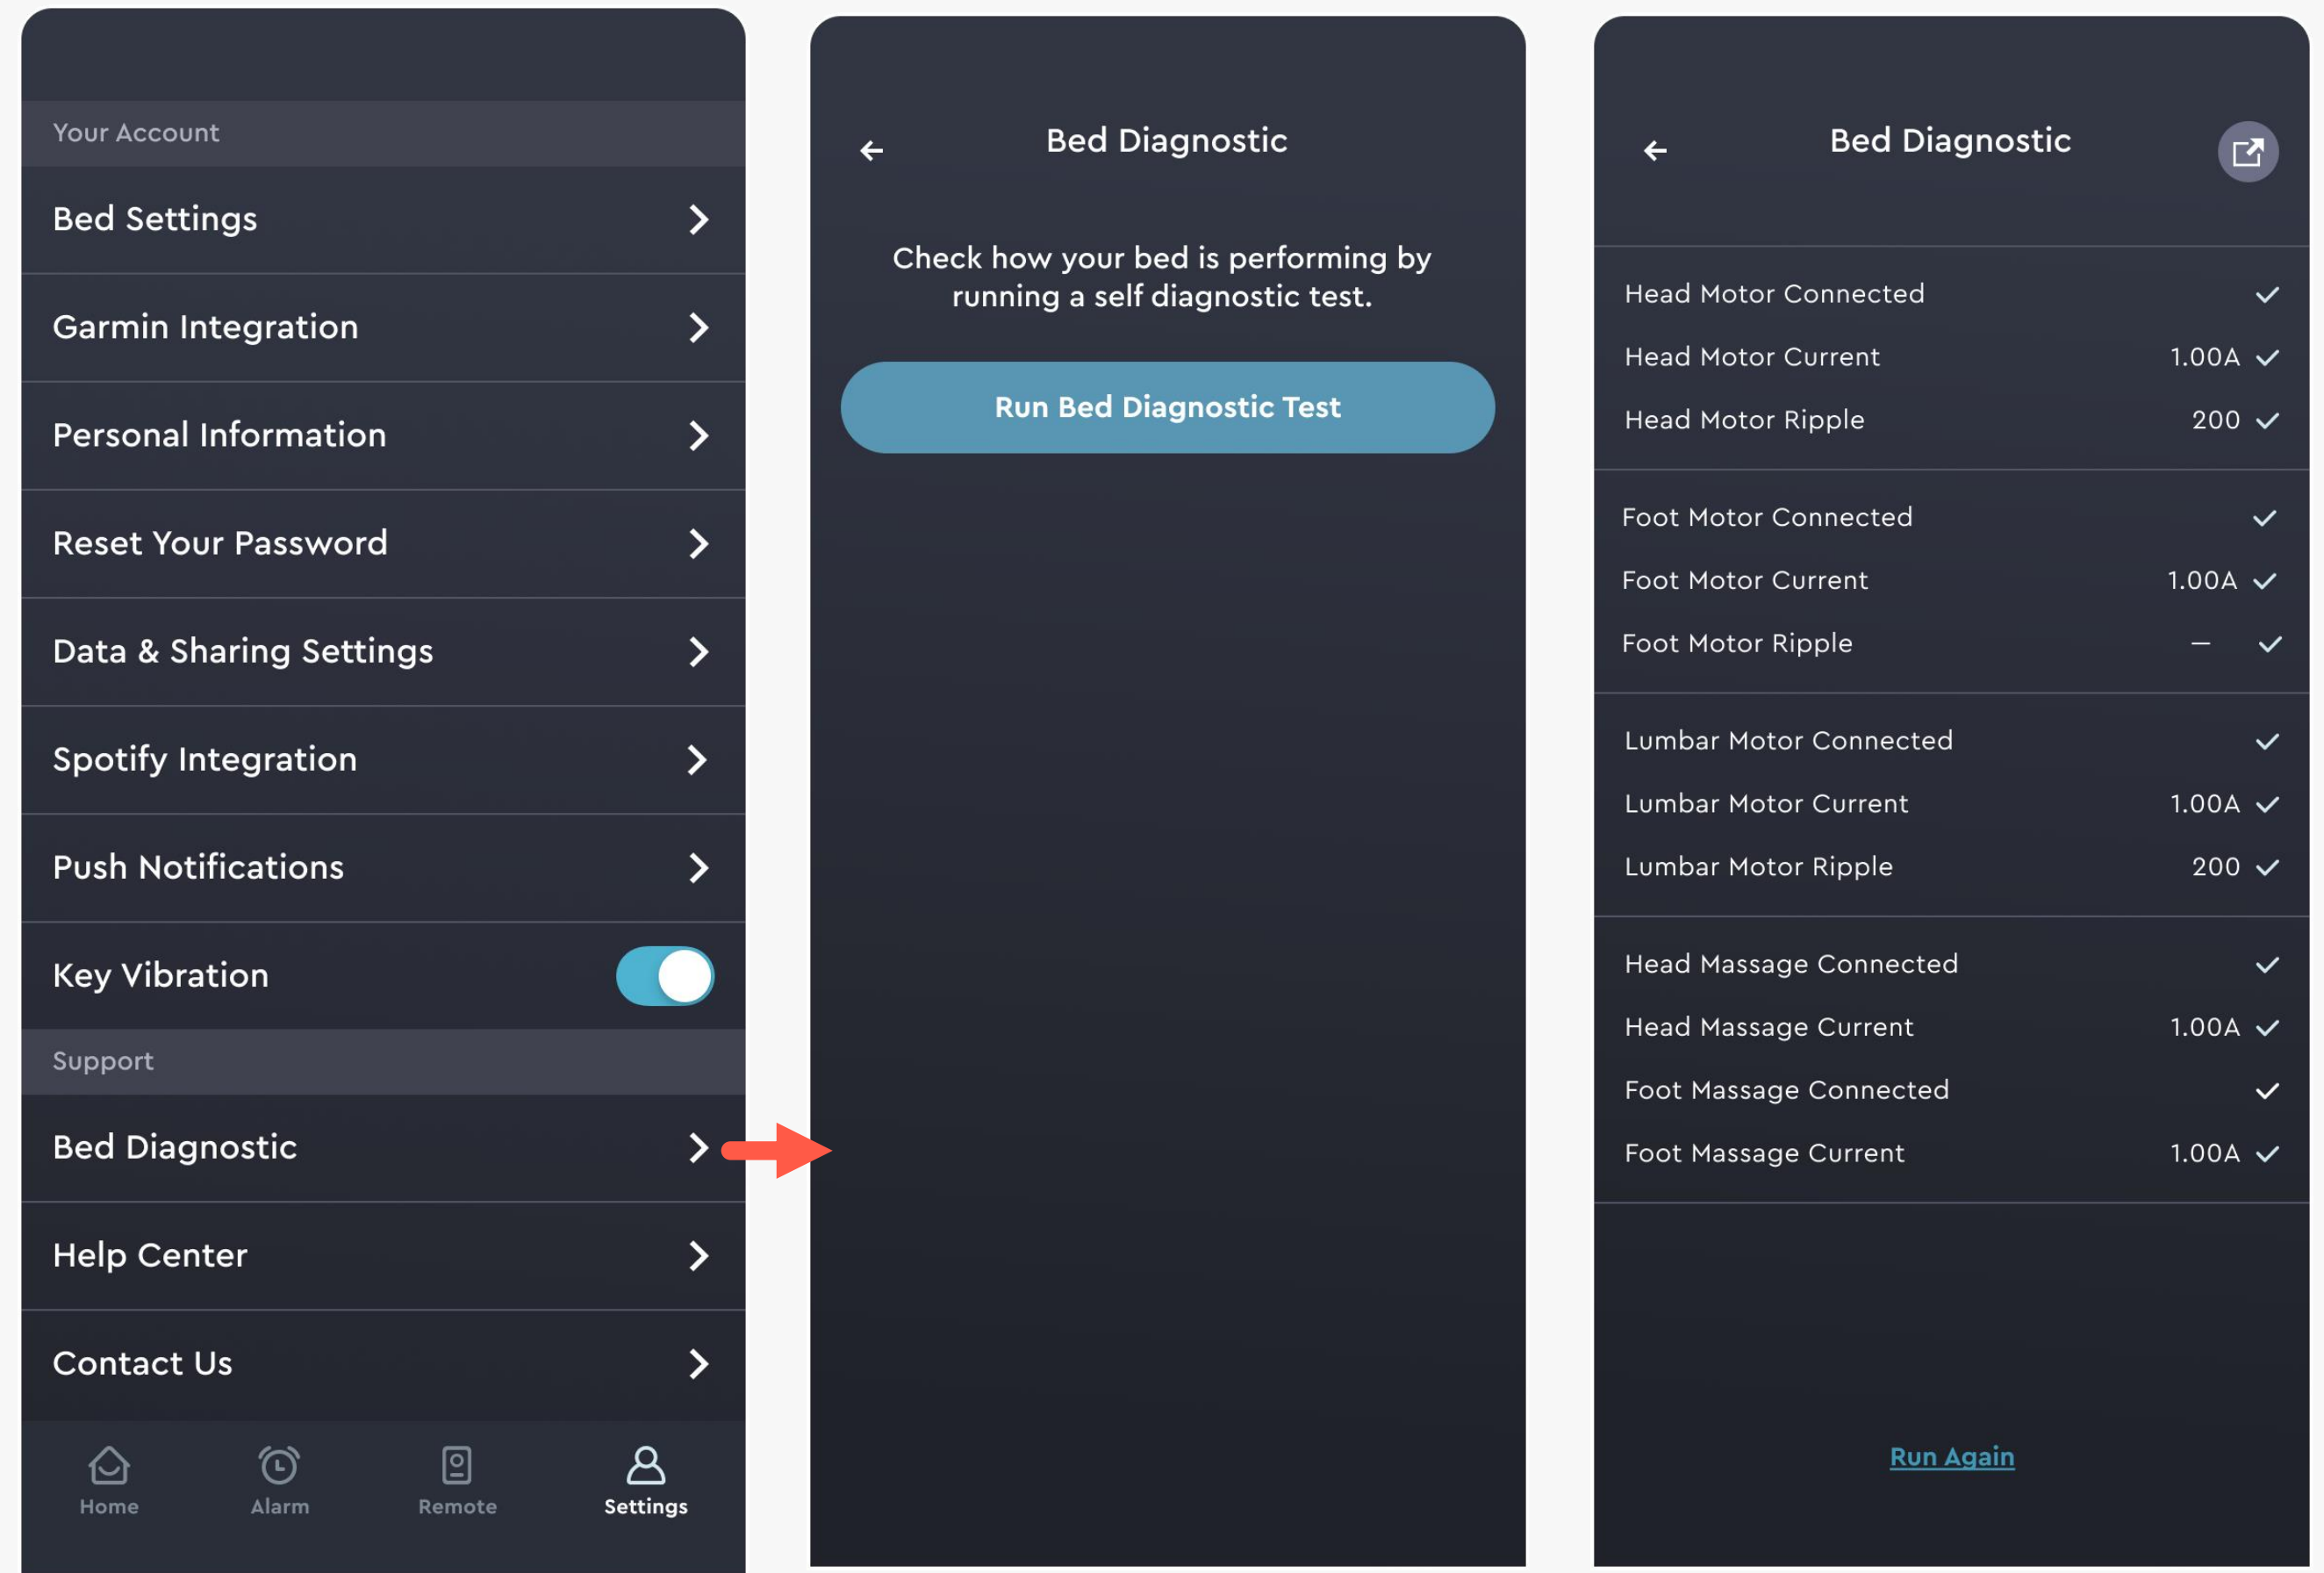 Your Account
Bed Settings
Garmin Integration
Personal Information
Reset Your Password
Data & Sharing Settings
Spotify Integration
Push Notifications
Key Vibration
Support
Bed Diagnostic
Help Center
Contact Us
Home Alarm Remote Settings
Bed Diagnostic
Check how your bed is performing by
running a self diagnostic test.
Run Bed Diagnostic Test
Bed Diagnostic
Head Motor Connected
Head Motor Current 1.00A
Head Motor Ripple 200
Foot Motor Connected
Foot Motor Current 1.00A
Foot Motor Ripple —
Lumbar Motor Connected
Lumbar Motor Current 1.00A
Lumbar Motor Ripple 200
Head Massage Connected
Head Massage Current 1.00A
Foot Massage Connected
Foot Massage Current 1.00A
Run Again